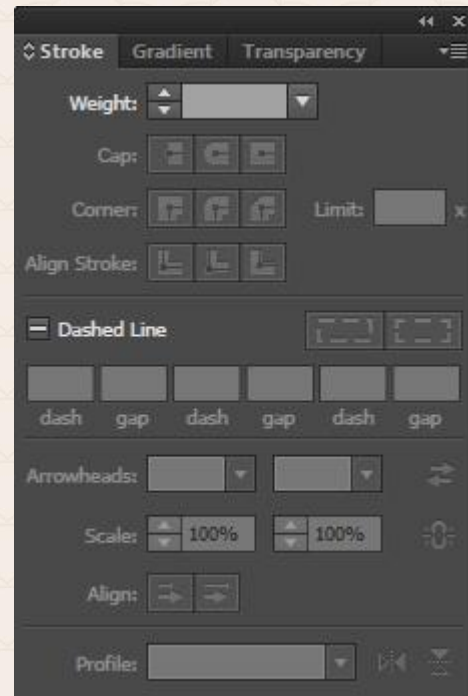 Stroke Gradient Transparency
Weight:
Cap:
Corner: Limit: x
Align Stroke:
Dashed Line
dash gap dash gap dash gap
Arrowheads:
Scale: 100% 100%
Align:
Profile: